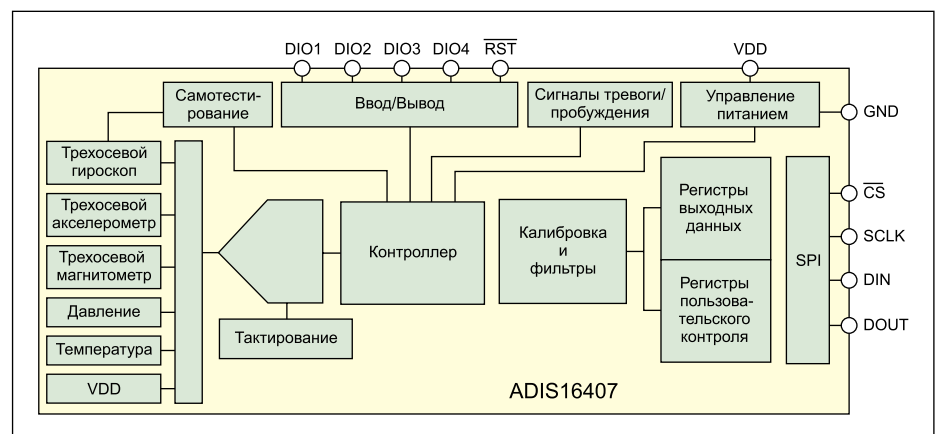 DIO1 DIO2 DIO3 DIO4 RST VDD
Самотести-
рование
Ввод/Вывод
Сигналы тревоги/
пробуждения
Управление
питанием
GND
Трехосевой
гироскоп
Трехосевой
акселерометр
Трехосевой
магнитометр
Давление
Температура
VDD
Тактирование
Контроллер
Калибровка
и
фильтры
Регистры
выходных
данных
Регистры
пользова-
тельского
контроля
SPI
CS
SCLK
DIN
DOUT
ADIS16407